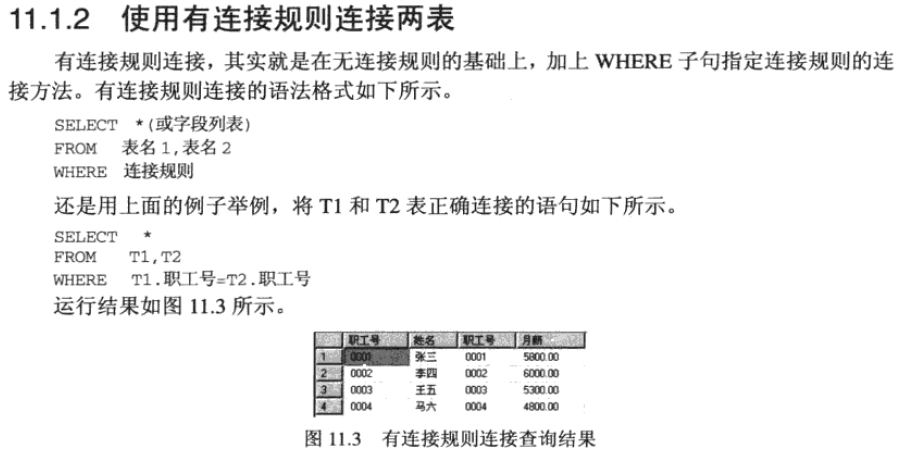 11.1.2 使用有连接规则连接两表
有连接规则连接，其实就是在无连接规则的基础上，加上 WHERE 子句指定连接规则的连
接方法。有连接规则连接的语法格式如下所示。
SELECT *(或字段列表)
FROM 表名1,表名2
WHERE 连接规则
还是用上面的例子举例，将 T1 和 T2 表正确连接的语句如下所示。
SELECT *
FROM T1,T2
WHERE T1.职工号=T2.职工号
运行结果如图 11.3 所示。
职工号 姓名 职工号 月薪
1 0001 张三 0001 5800.00
2 0002 李四 0002 6000.00
3 0003 王五 0003 5300.00
4 0004 马六 0004 4800.00
图 11.3 有连接规则连接查询结果